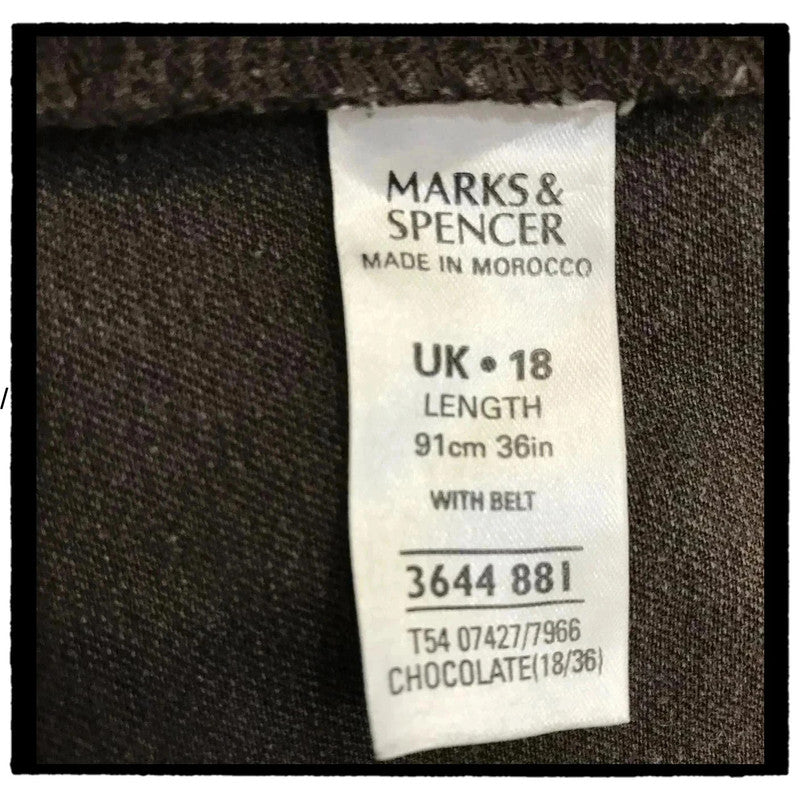 MARKS &
SPENCER
MADE IN MOROCCO
UK • 18
LENGTH
91cm 36in
WITH BELT
3644 881
T54 07427/7966
CHOCOLATE(18/36)
/